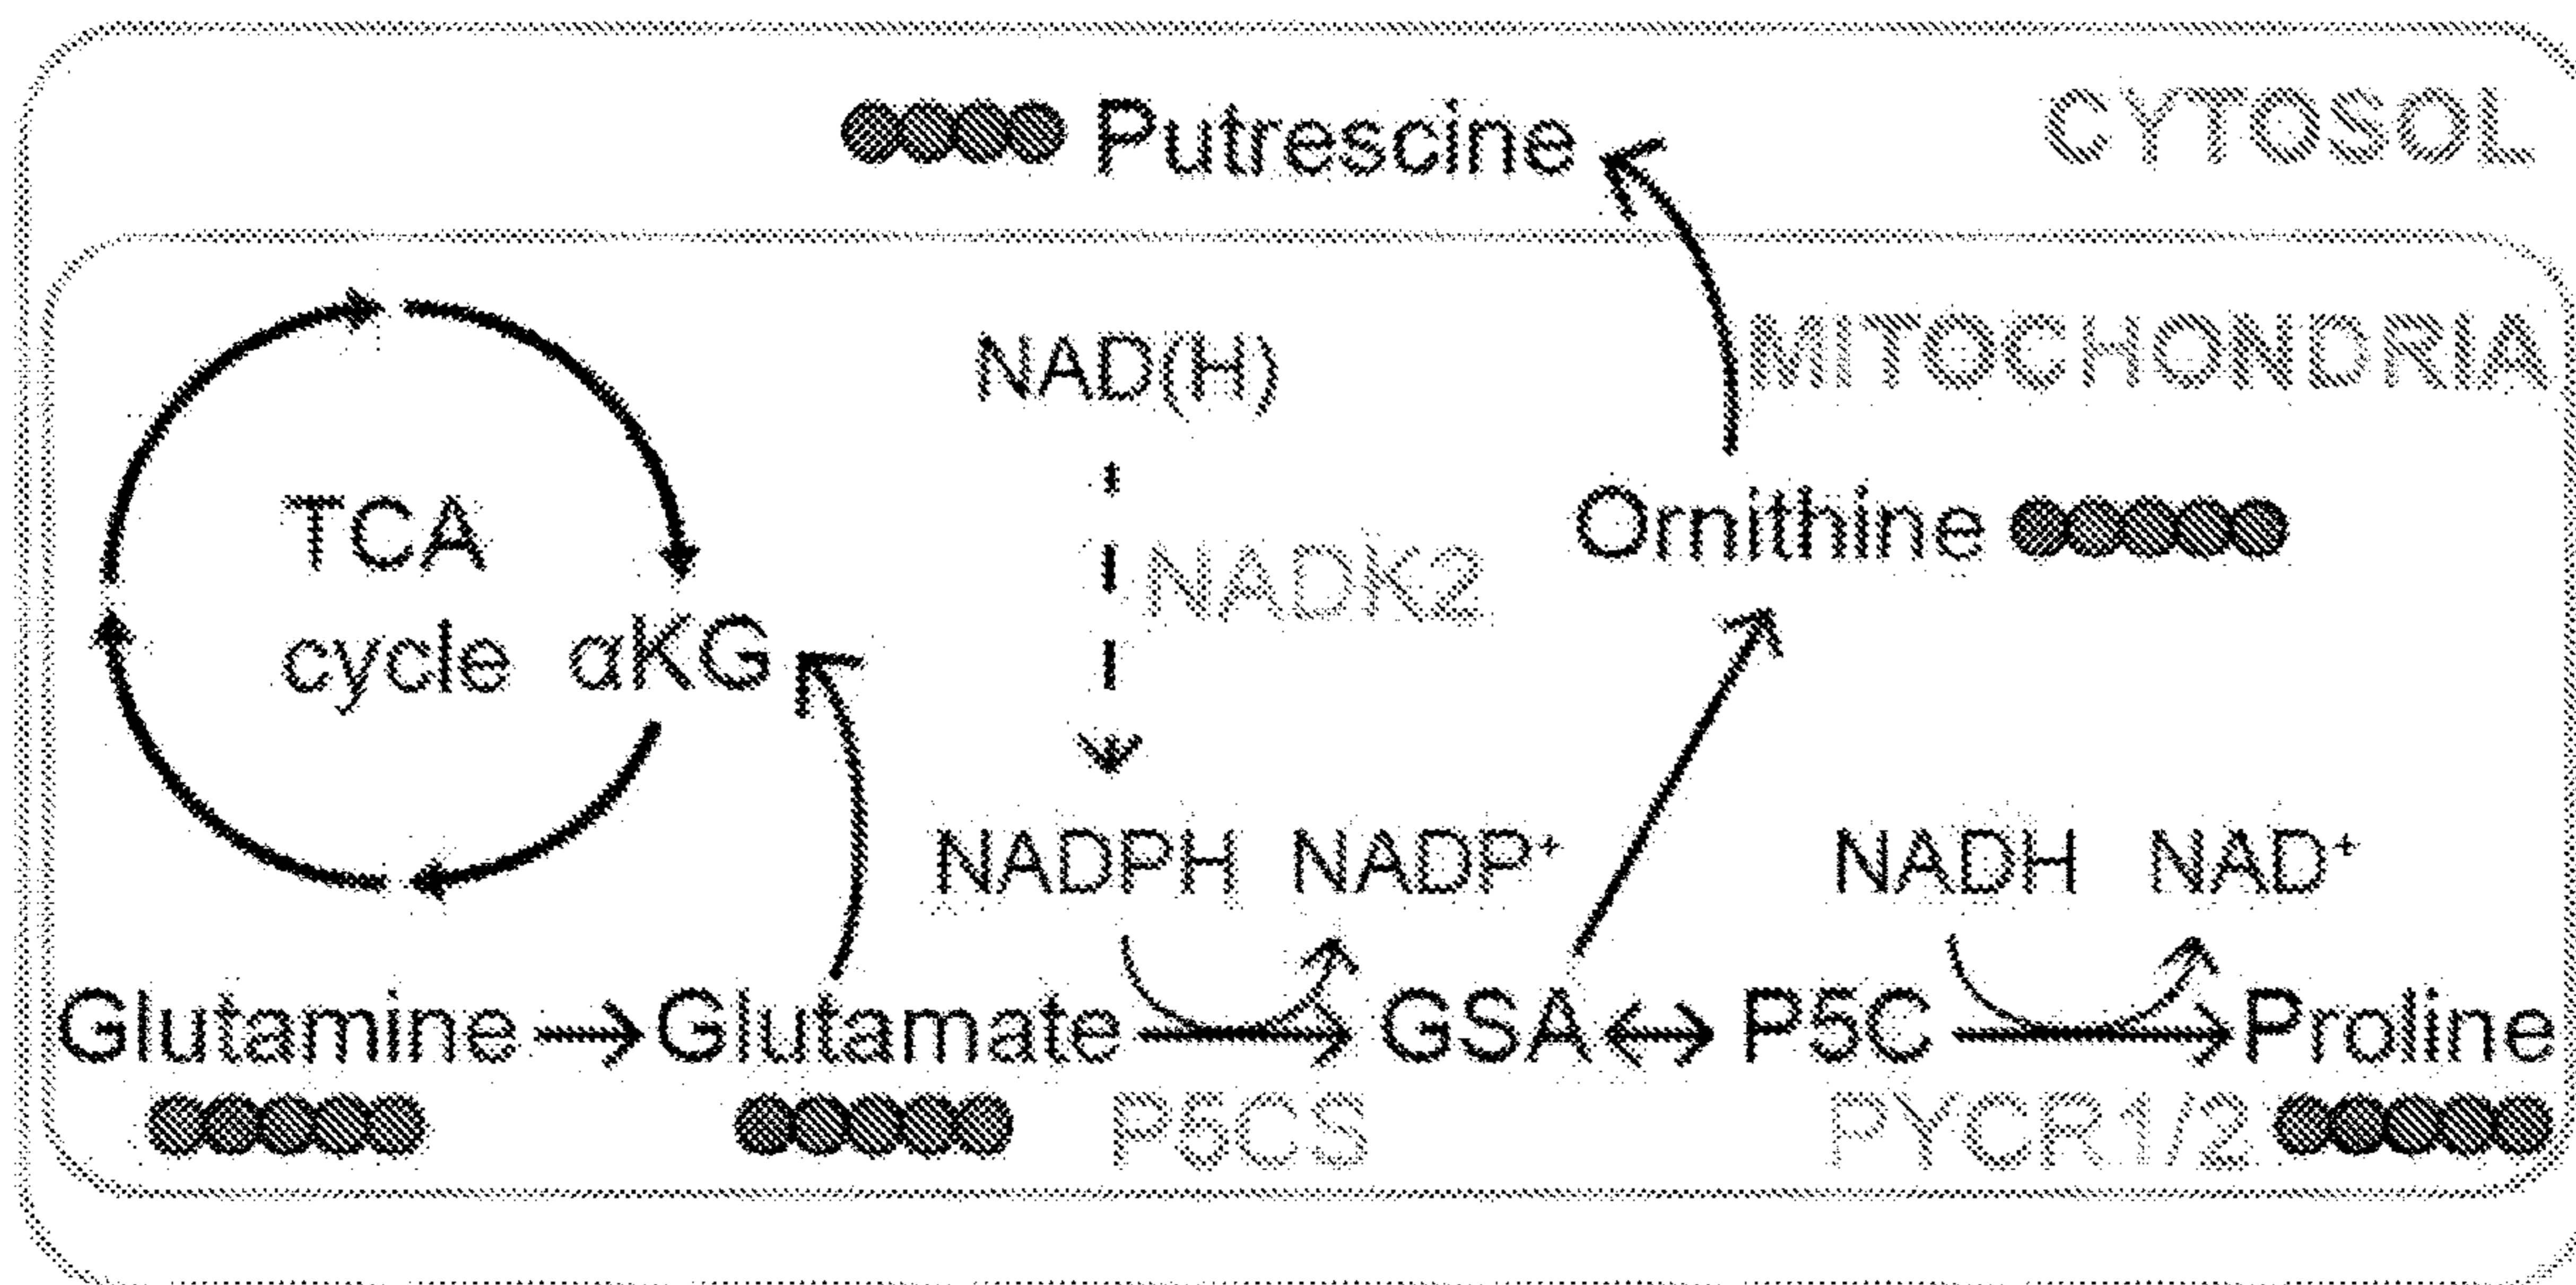 Putrescine
CYTOSOL
MITOCHONDRIA
NAD(H)
TCA
cycle
αKG
NADK2
Ornithine
NADPH NADP⁺
NADH NAD⁺
Glutamine
Glutamate
GSA
P5C
Proline
P5CS
PYCR1/2